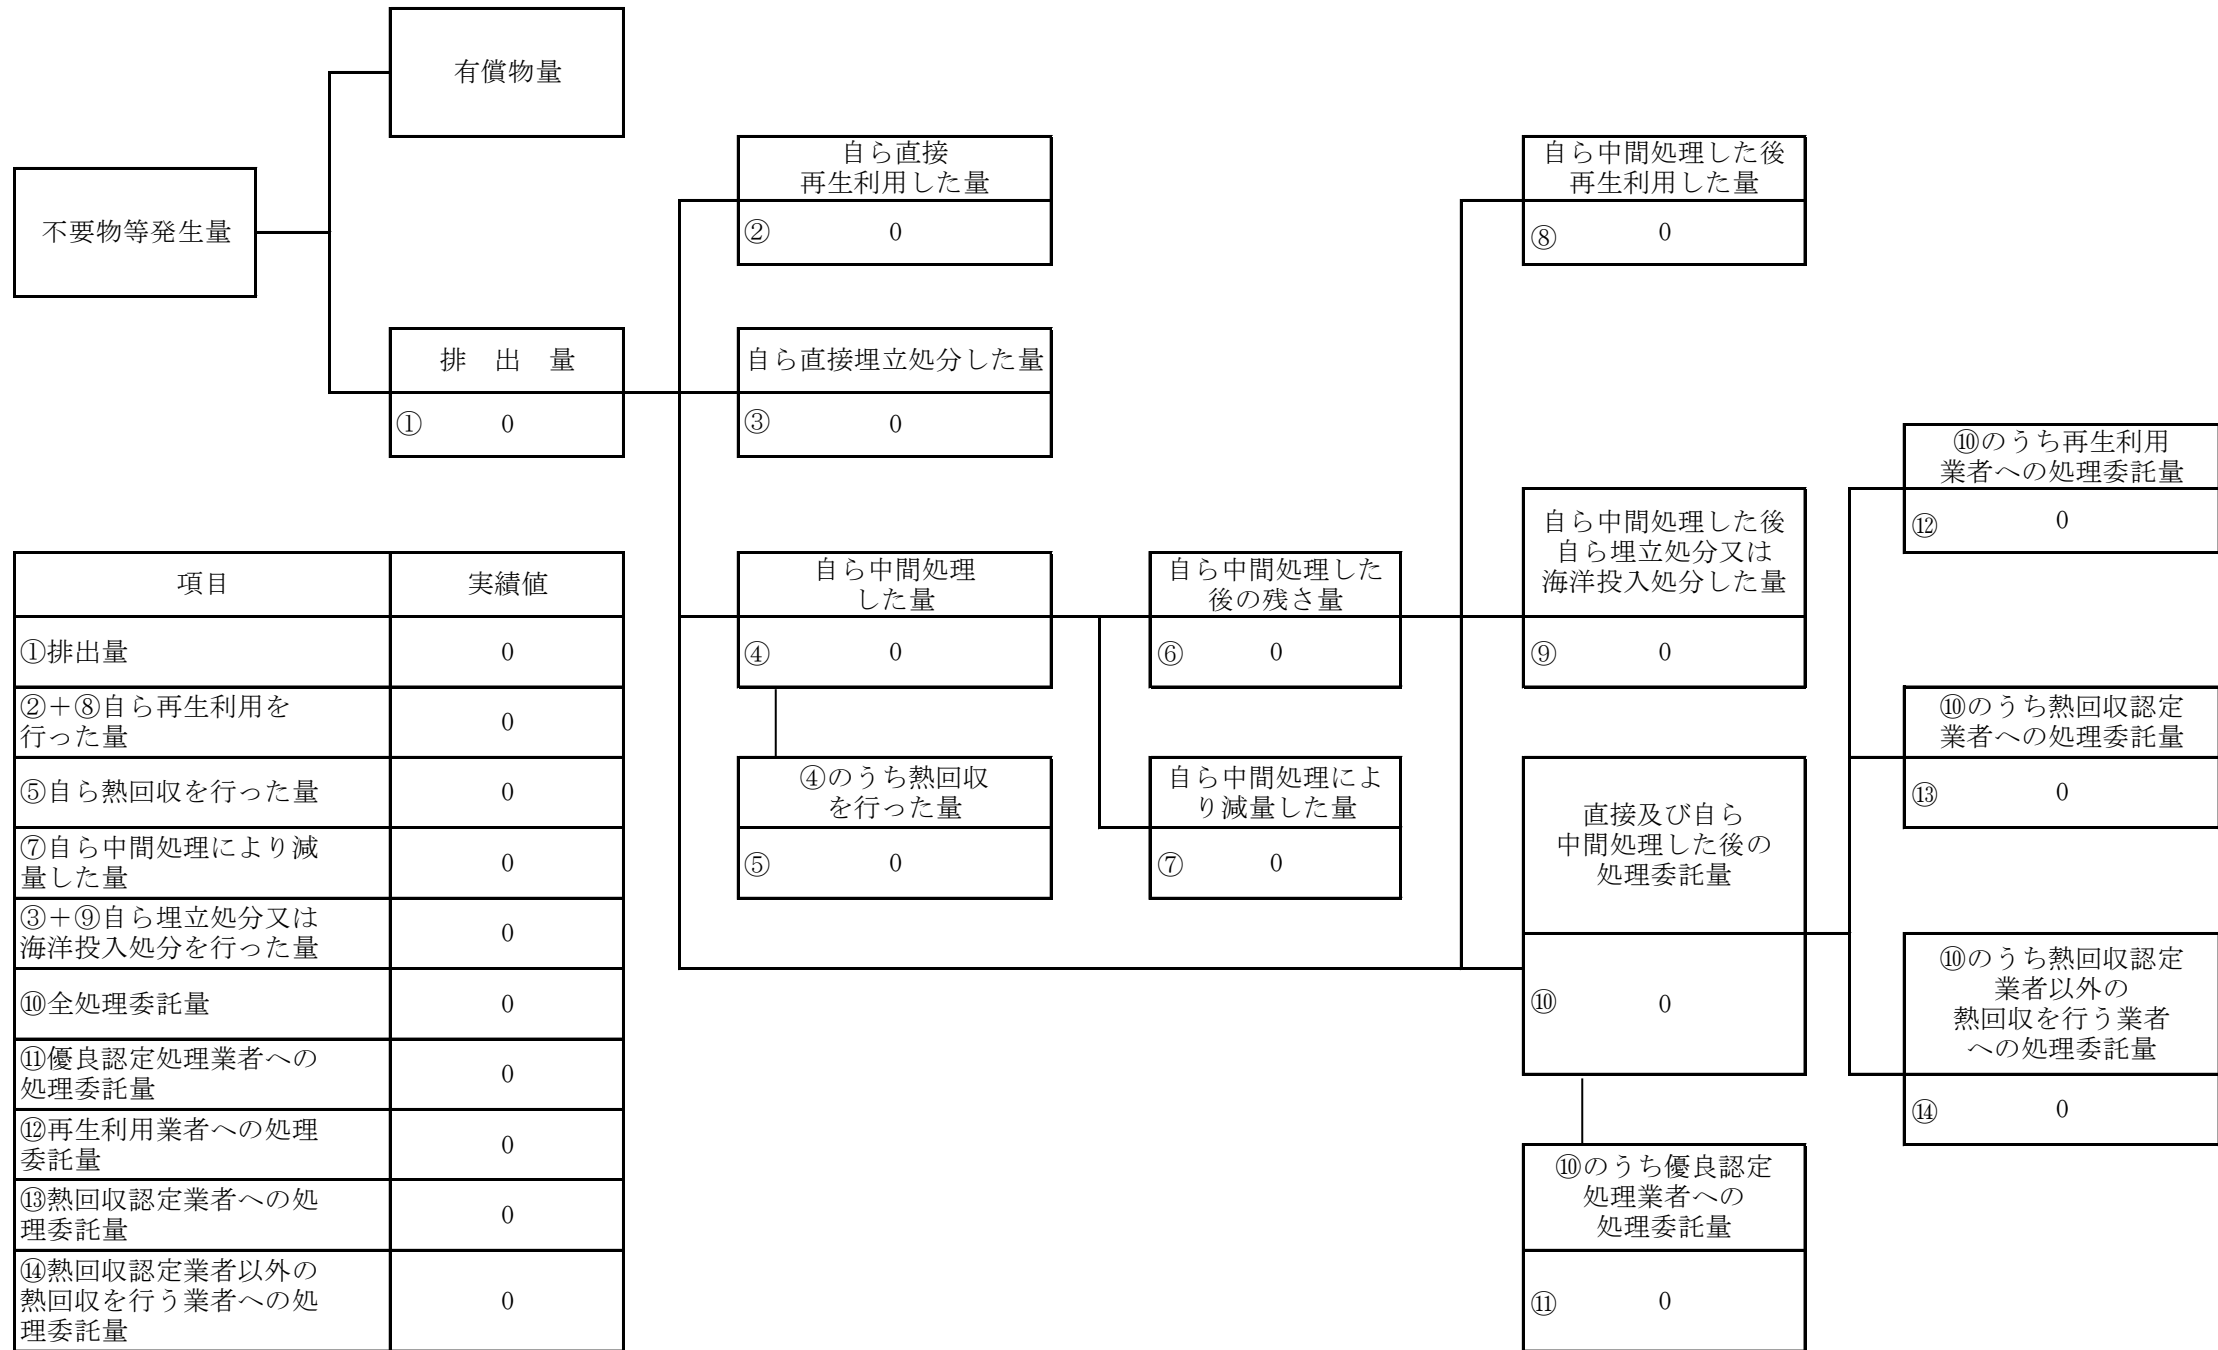 有償物量
不要物等発生量
排 出 量
① 0
自ら直接
再生利用した量
② 0
自ら直接埋立処分した量
③ 0
自ら中間処理
した量
④ 0
④のうち熱回収
を行った量
⑤ 0
自ら中間処理した
後の残さ量
⑥ 0
自ら中間処理によ
り減量した量
⑦ 0
自ら中間処理した後
再生利用した量
⑧ 0
自ら中間処理した後
自ら埋立処分又は
海洋投入処分した量
⑨ 0
直接及び自ら
中間処理した後の
処理委託量
⑩ 0
⑩のうち優良認定
処理業者への
処理委託量
⑪ 0
⑩のうち再生利用
業者への処理委託量
⑫ 0
⑩のうち熱回収認定
業者への処理委託量
⑬ 0
⑩のうち熱回収認定
業者以外の
熱回収を行う業者
への処理委託量
⑭ 0
項目 実績値
①排出量 0
②＋⑧自ら再生利用を
行った量 0
⑤自ら熱回収を行った量 0
⑦自ら中間処理により減
量した量 0
③＋⑨自ら埋立処分又は
海洋投入処分を行った量 0
⑩全処理委託量 0
⑪優良認定処理業者への
処理委託量 0
⑫再生利用業者への処理
委託量 0
⑬熱回収認定業者への処
理委託量 0
⑭熱回収認定業者以外の
熱回収を行う業者への処 0
理委託量